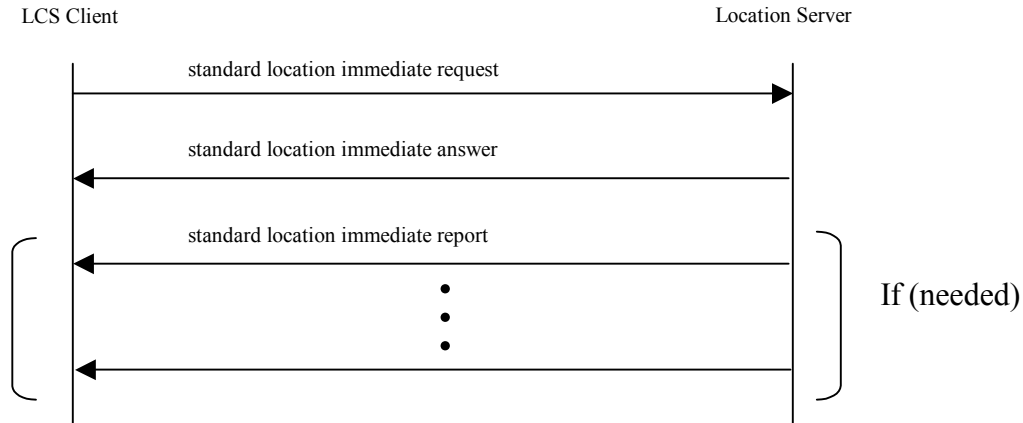 LCS Client
Location Server
standard location immediate request
standard location immediate answer
standard location immediate report
If (needed)